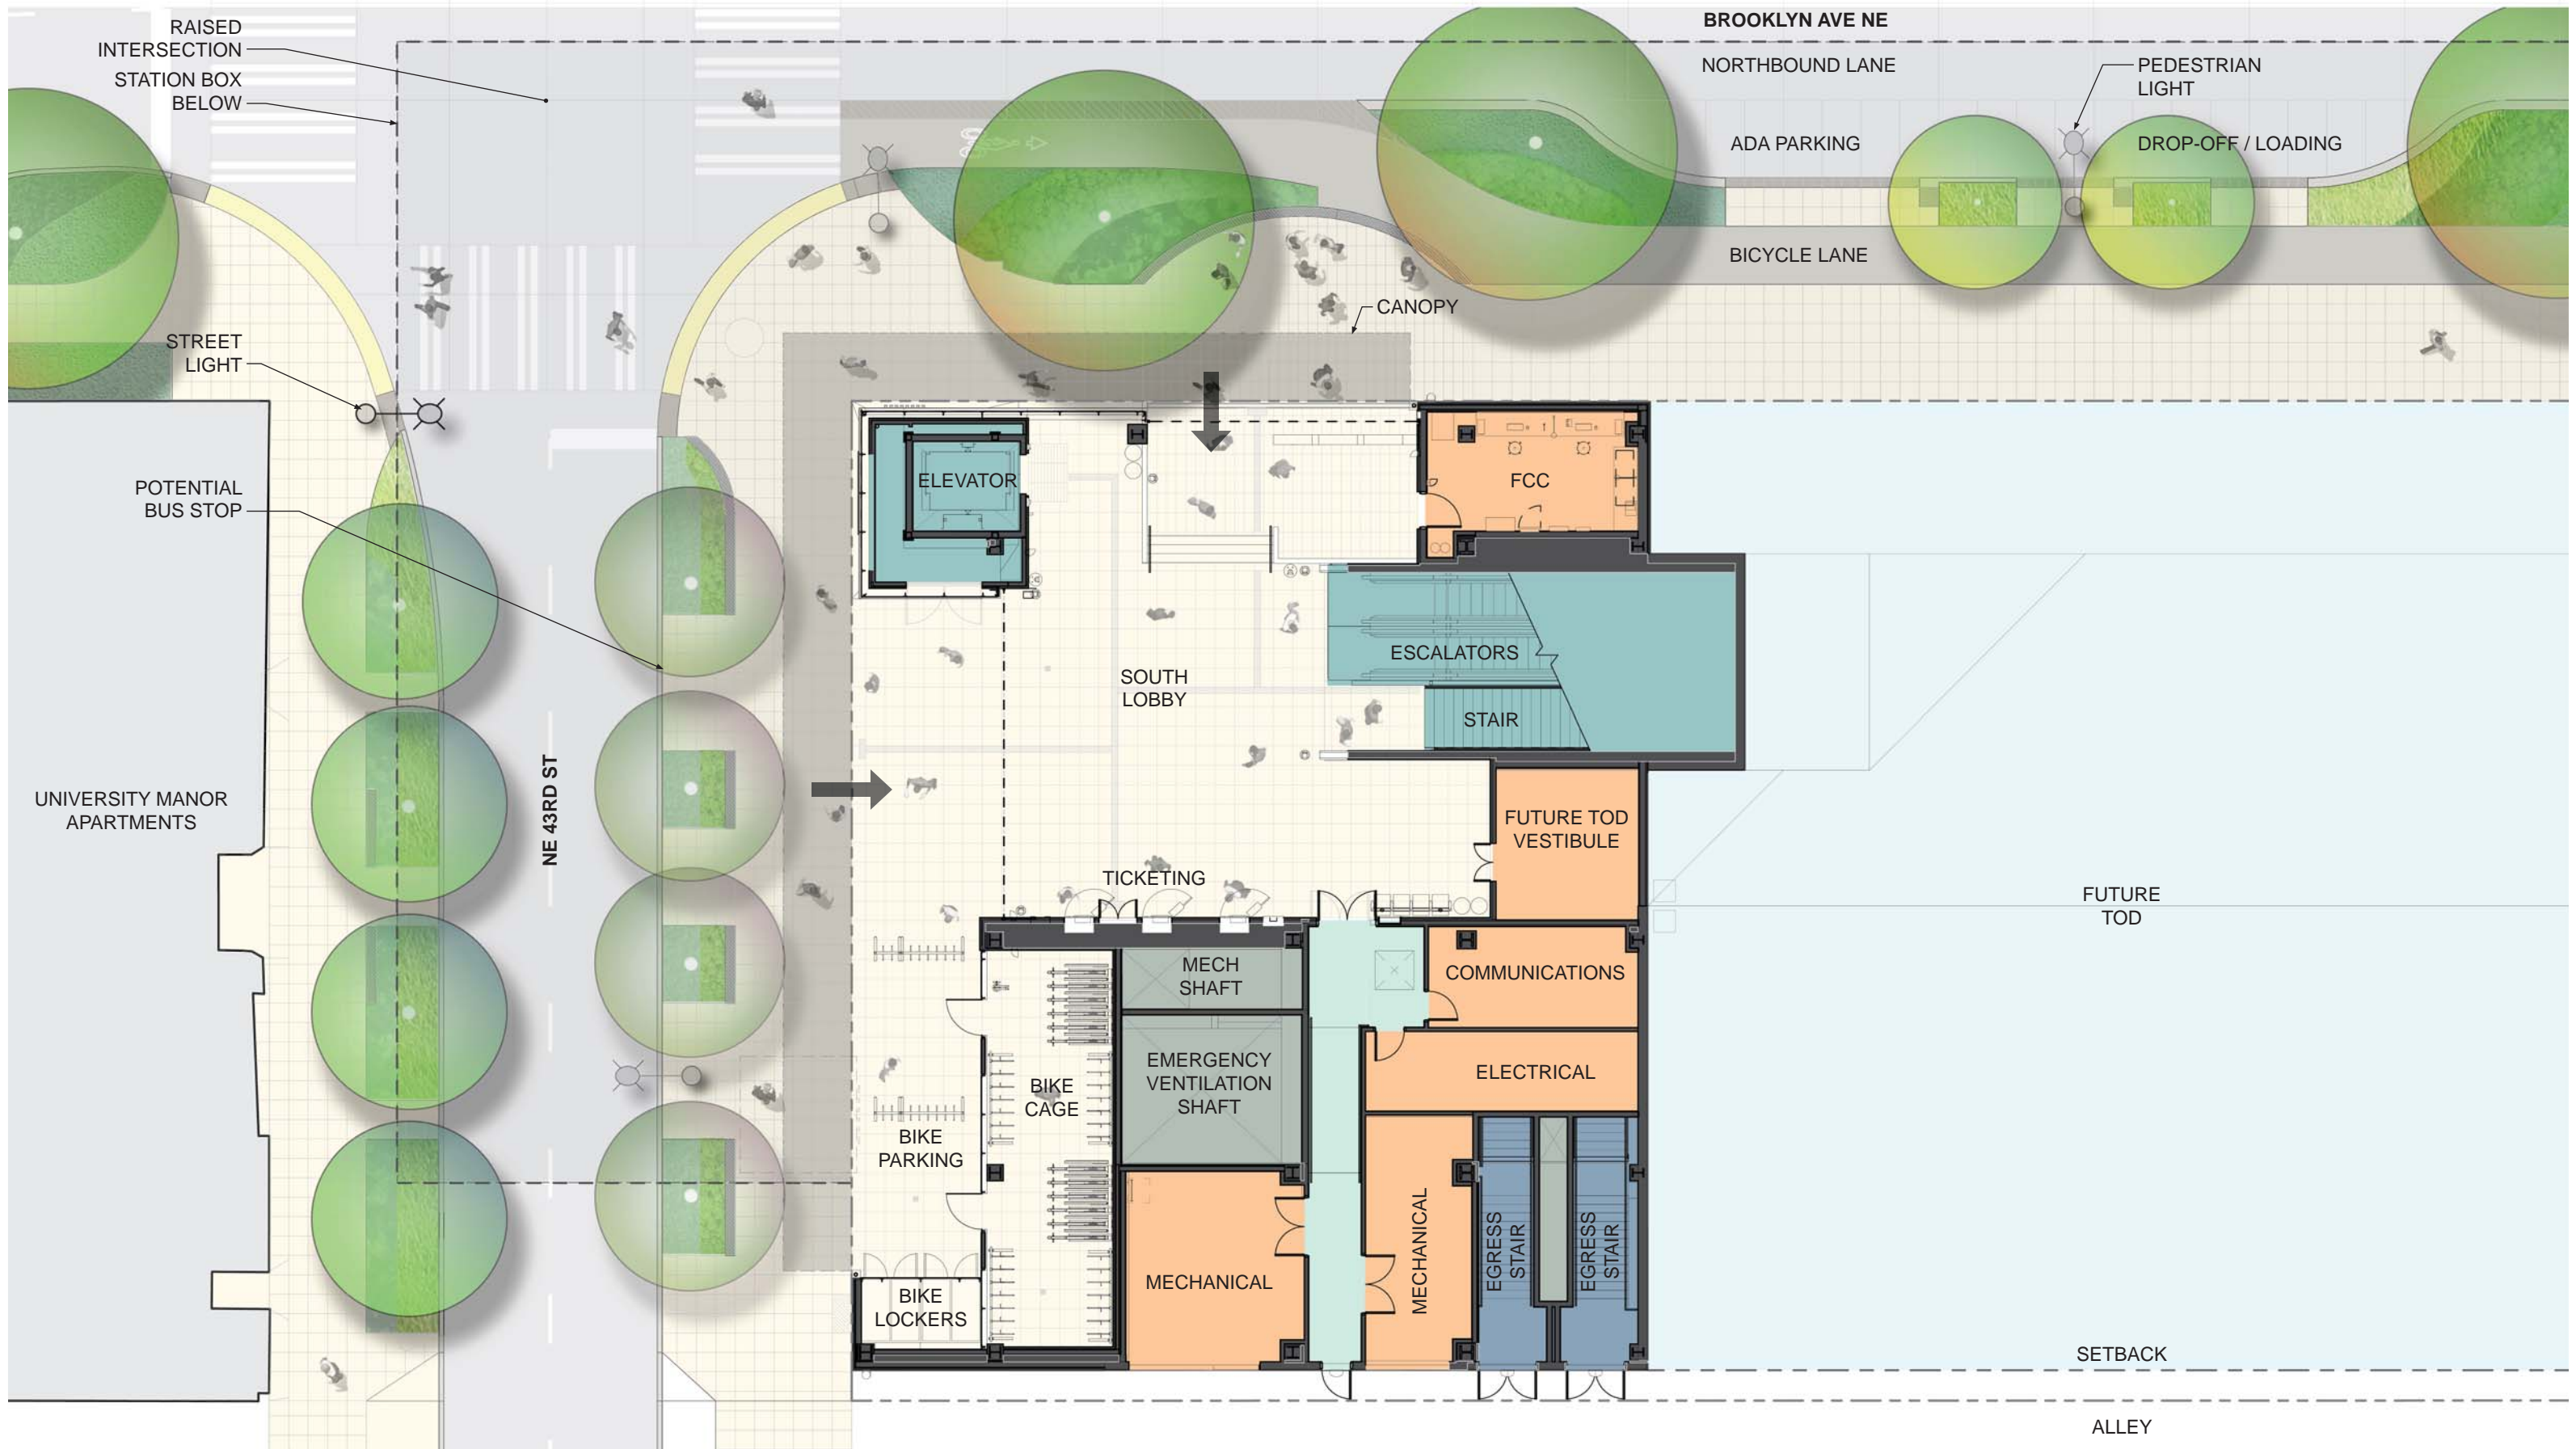 BROOKLYN AVE NE
RAISED
INTERSECTION
STATION BOX
BELOW
NORTHBOUND LANE
PEDESTRIAN
LIGHT
ADA PARKING
DROP-OFF / LOADING
BICYCLE LANE
CANOPY
STREET
LIGHT
POTENTIAL
BUS STOP
ELEVATOR
FCC
ESCALATORS
SOUTH
LOBBY
STAIR
UNIVERSITY MANOR
APARTMENTS
NE 43RD ST
FUTURE TOD
VESTIBULE
TICKETING
FUTURE
TOD
MECH
SHAFT
COMMUNICATIONS
EMERGENCY
VENTILATION
SHAFT
ELECTRICAL
BIKE
CAGE
BIKE
PARKING
MECHANICAL
MECHANICAL
EGRESS
STAIR
EGRESS
STAIR
BIKE
LOCKERS
SETBACK
ALLEY